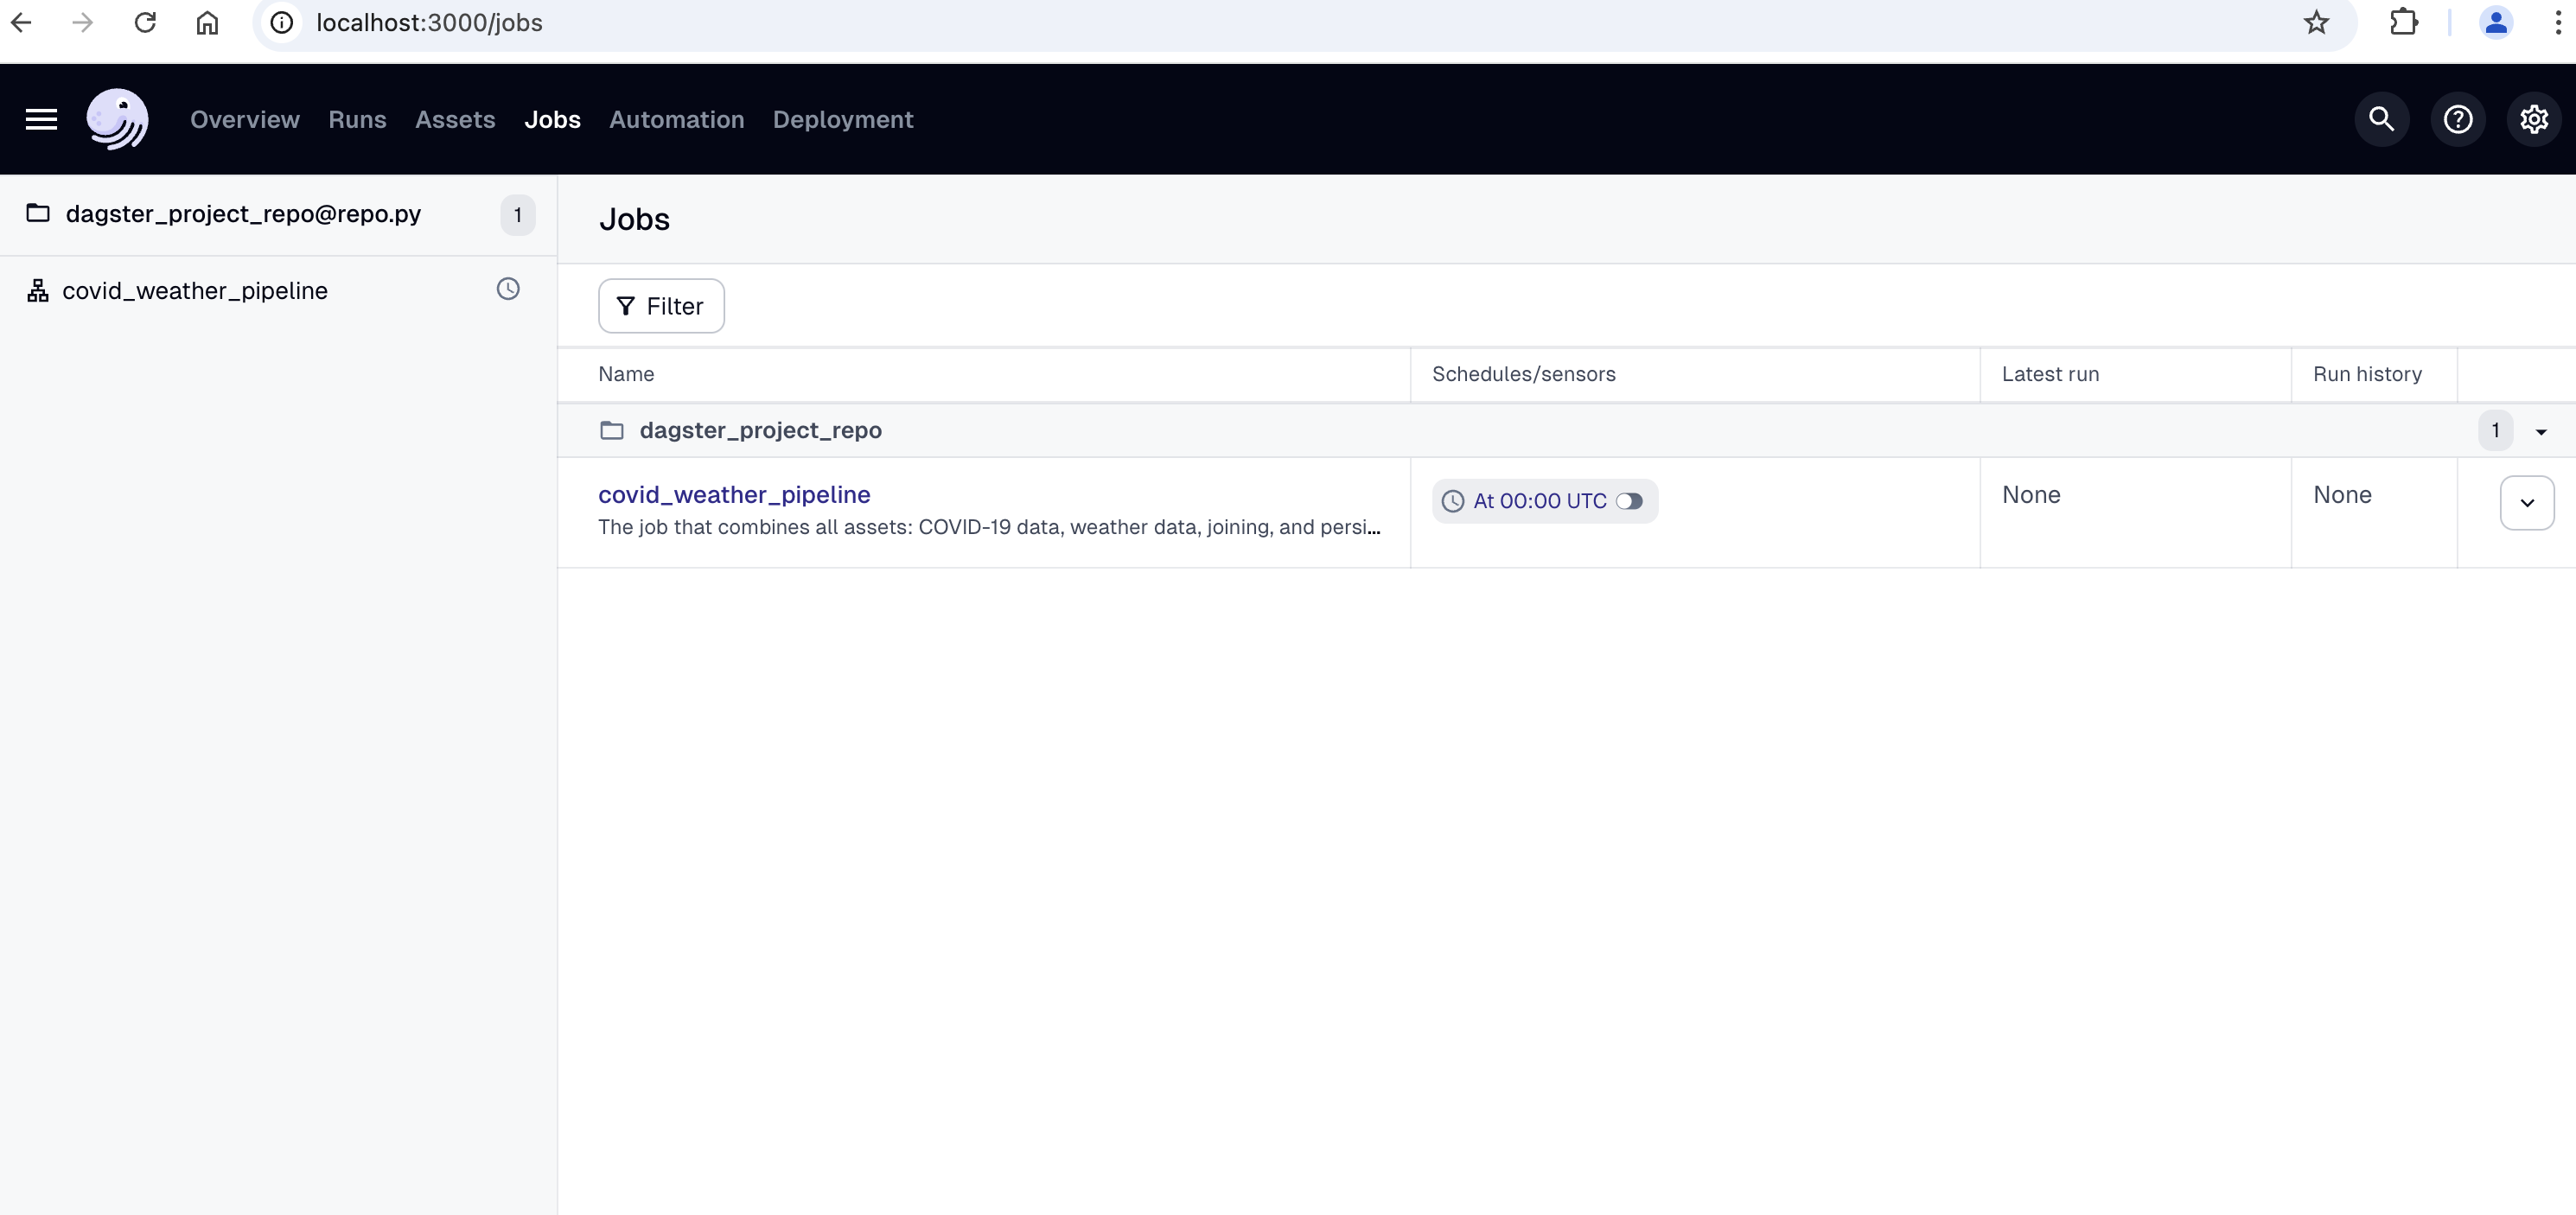 localhost:3000/jobs
Overview Runs Assets Jobs Automation Deployment
dagster_project_repo@repo.py 1
covid_weather_pipeline
Jobs
Filter
Name Schedules/sensors Latest run Run history
dagster_project_repo 1
covid_weather_pipeline At 00:00 UTC None None
The job that combines all assets: COVID-19 data, weather data, joining, and persi...